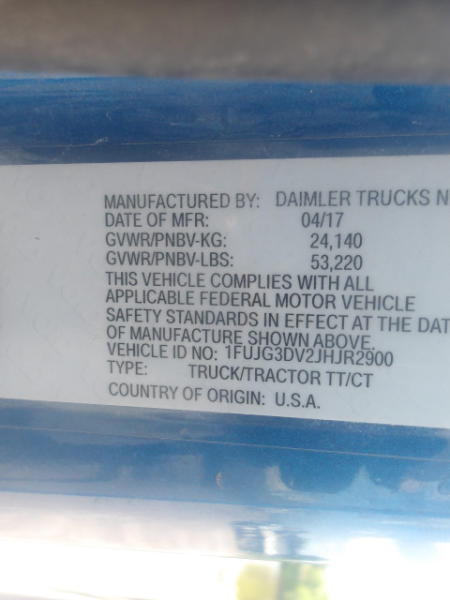 MANUFACTURED BY: DAIMLER TRUCKS N
DATE OF MFR: 04/17
GVWR/PNBV-KG: 24,140
GVWR/PNBV-LBS: 53,220
THIS VEHICLE COMPLIES WITH ALL
APPLICABLE FEDERAL MOTOR VEHICLE
SAFETY STANDARDS IN EFFECT AT THE DAT
OF MANUFACTURE SHOWN ABOVE.
VEHICLE ID NO: 1FUJG3DV2JHJR2900
TYPE: TRUCK/TRACTOR TT/CT
COUNTRY OF ORIGIN: U.S.A.